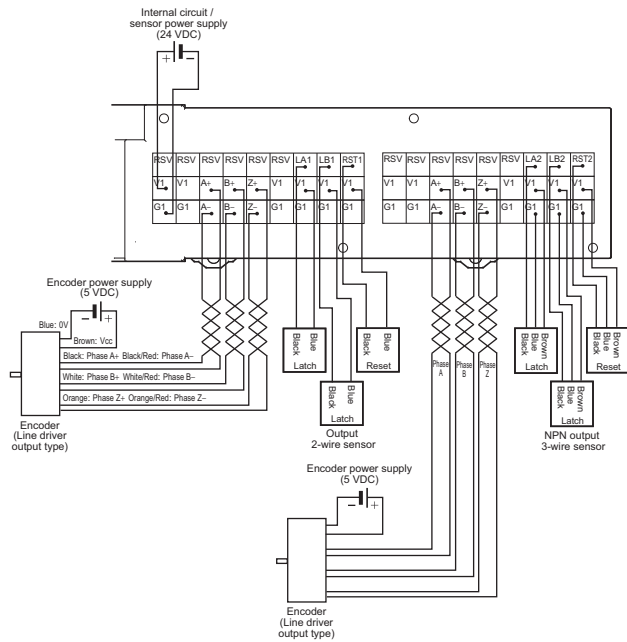 Internal circuit /
sensor power supply
(24 VDC)
+ −
RSV RSV RSV RSV RSV RSV LA1 LB1 RST1
V1 V1 A+ B+ Z+ V1 V1 V1 V1
G1 G1 A− B− Z− G1 G1 G1 G1
RSV RSV RSV RSV RSV RSV LA2 LB2 RST2
V1 V1 A+ B+ Z+ V1 V1 V1 V1
G1 G1 A− B− Z− G1 G1 G1 G1
Encoder power supply
(5 VDC)
− +
Blue: 0V
Brown: Vcc
Black: Phase A+ Black/Red: Phase A−
White: Phase B+ White/Red: Phase B−
Orange: Phase Z+ Orange/Red: Phase Z−
Encoder
(Line driver
output type)
Black
Blue
Latch
Black
Blue
Reset
Black
Blue
Latch
Output
2-wire sensor
Phase A
Phase B
Phase Z
Black
Blue
Brown
Latch
Black
Blue
Brown
Reset
Black
Blue
Brown
Latch
NPN output
3-wire sensor
Encoder power supply
(5 VDC)
− +
Encoder
(Line driver
output type)